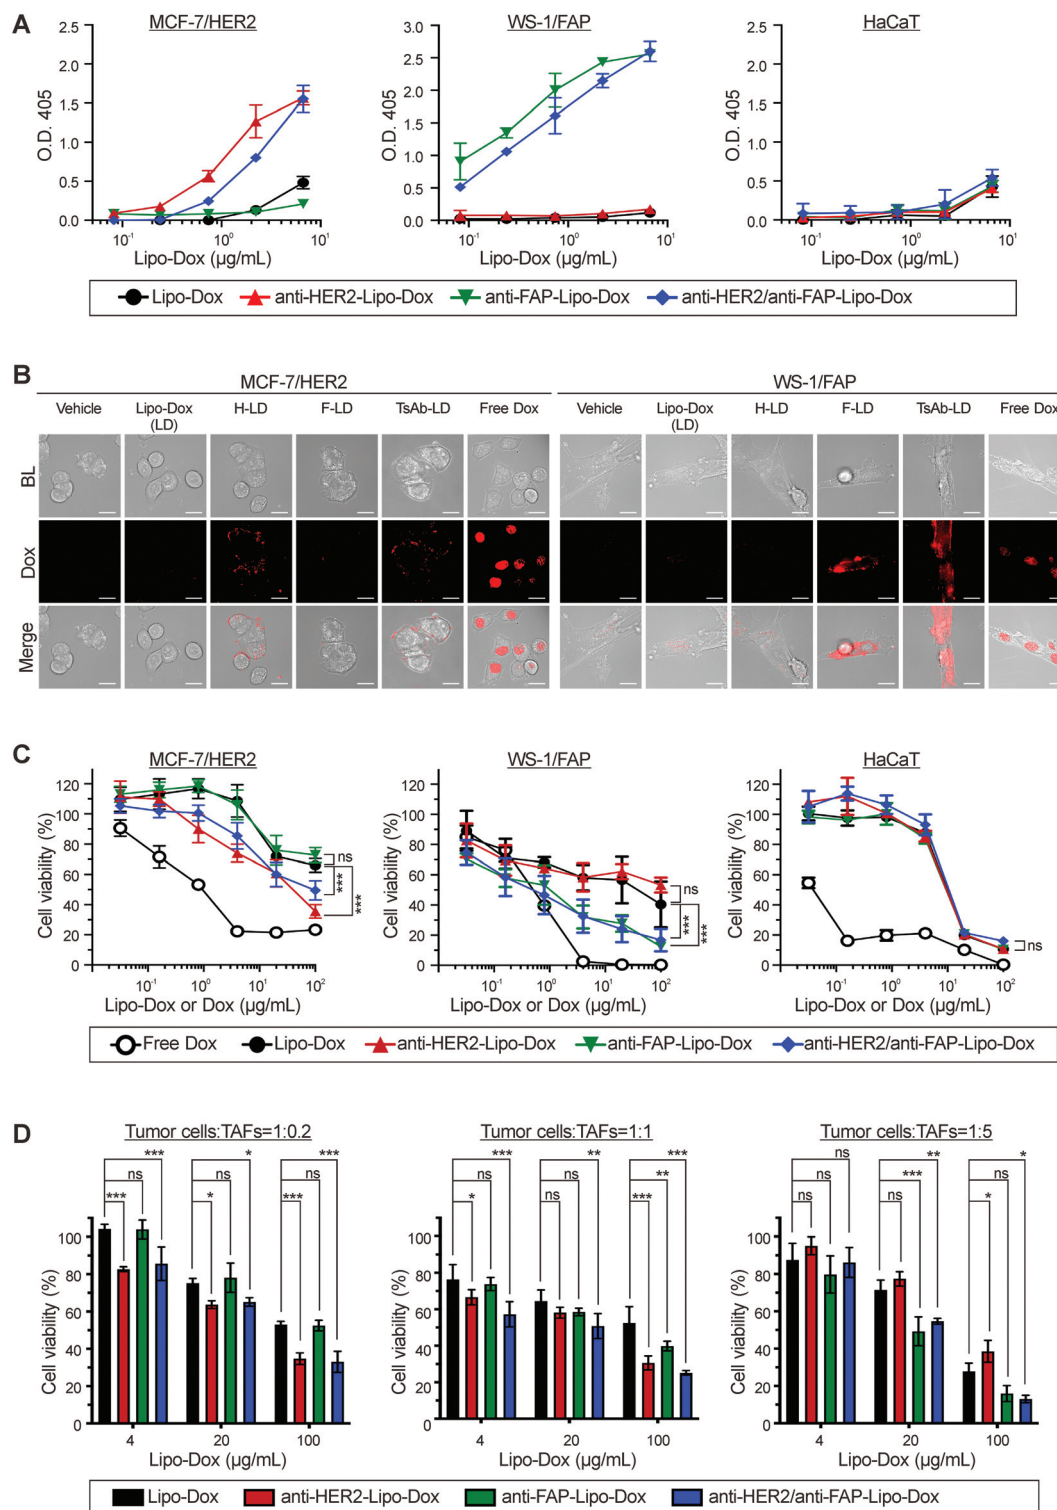 A
MCF-7/HER2
WS-1/FAP
HaCaT
2.5
2.0
1.5
1.0
0.5
0.0
O.D. 405
10⁻¹ 10⁰ 10¹
Lipo-Dox (µg/mL)
3.0
2.5
2.0
1.5
1.0
0.5
0.0
O.D. 405
10⁻¹ 10⁰ 10¹
Lipo-Dox (µg/mL)
2.5
2.0
1.5
1.0
0.5
0.0
O.D. 405
10⁻¹ 10⁰ 10¹
Lipo-Dox (µg/mL)
Lipo-Dox anti-HER2-Lipo-Dox anti-FAP-Lipo-Dox anti-HER2/anti-FAP-Lipo-Dox
B
MCF-7/HER2
WS-1/FAP
Vehicle Lipo-Dox (LD) H-LD F-LD TsAb-LD Free Dox Vehicle Lipo-Dox (LD) H-LD F-LD TsAb-LD Free Dox
BL
Dox
Merge
C
MCF-7/HER2
WS-1/FAP
HaCaT
120
100
80
60
40
20
0
Cell viability (%)
ns
***
***
10⁻¹ 10⁰ 10¹ 10²
Lipo-Dox or Dox (µg/mL)
120
100
80
60
40
20
0
Cell viability (%)
ns
***
***
10⁻¹ 10⁰ 10¹ 10²
Lipo-Dox or Dox (µg/mL)
120
100
80
60
40
20
0
Cell viability (%)
ns
10⁻¹ 10⁰ 10¹ 10²
Lipo-Dox or Dox (µg/mL)
Free Dox Lipo-Dox anti-HER2-Lipo-Dox anti-FAP-Lipo-Dox anti-HER2/anti-FAP-Lipo-Dox
D
Tumor cells:TAFs=1:0.2
Tumor cells:TAFs=1:1
Tumor cells:TAFs=1:5
*** * ***
ns ns ns
*** * ***
100
80
60
40
20
0
Cell viability (%)
4 20 100
Lipo-Dox (µg/mL)
*** ** ***
ns ns **
* ns ***
100
80
60
40
20
0
Cell viability (%)
4 20 100
Lipo-Dox (µg/mL)
ns ** *
ns *** ns
ns ns *
100
80
60
40
20
0
Cell viability (%)
4 20 100
Lipo-Dox (µg/mL)
Lipo-Dox anti-HER2-Lipo-Dox anti-FAP-Lipo-Dox anti-HER2/anti-FAP-Lipo-Dox